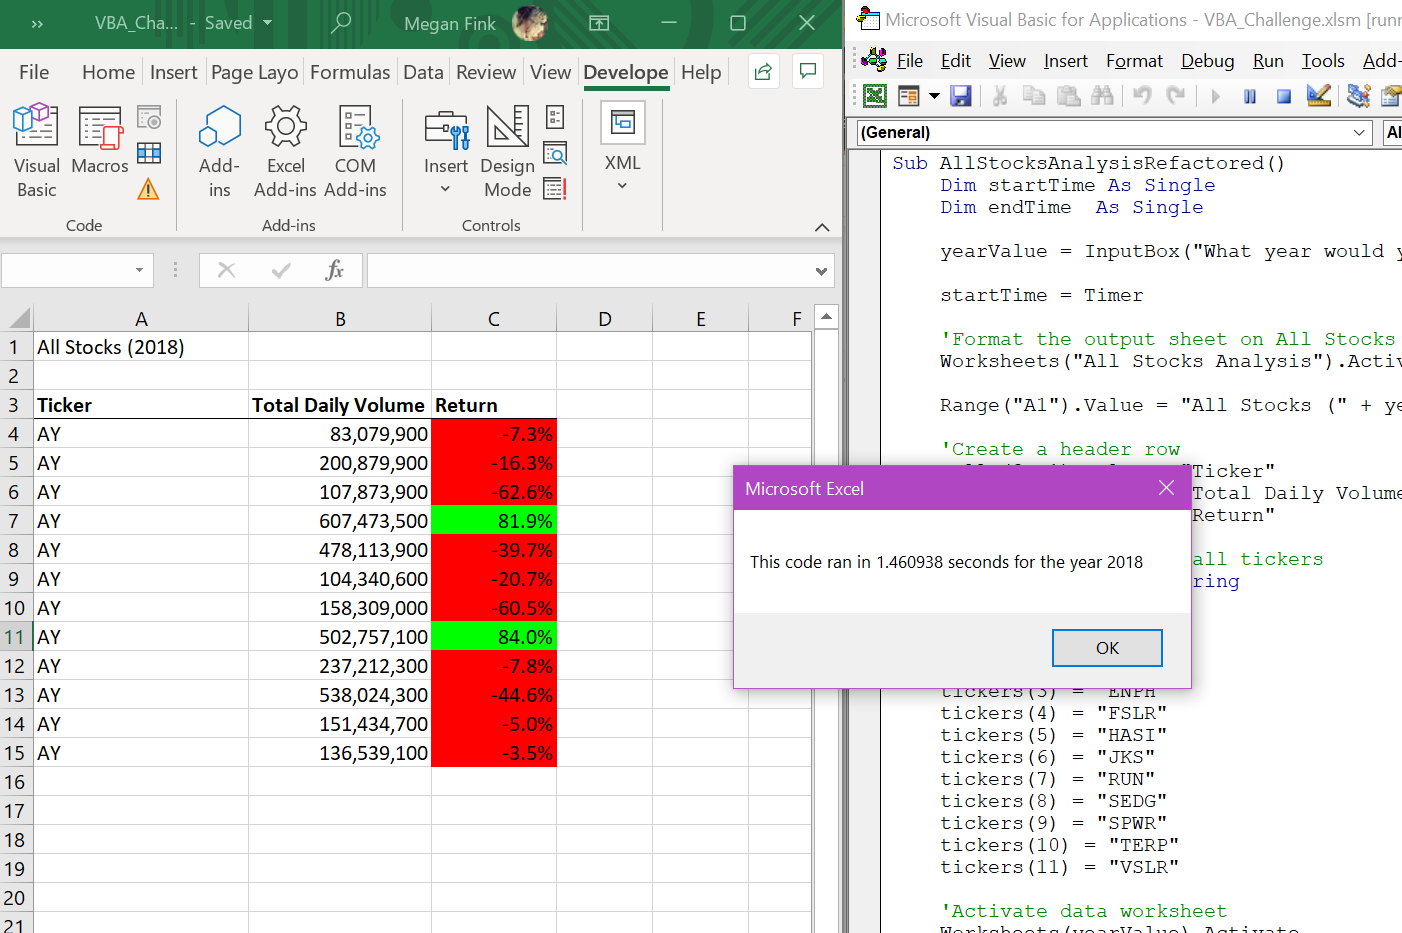 VBA_Cha... - Saved
Megan Fink
File Home Insert Page Layo Formulas Data Review View Develope Help
Visual Basic
Macros
Add-ins
Excel Add-ins
COM Add-ins
Insert
Design Mode
XML
Code
Add-ins
Controls
fx
A B C D E F
1 All Stocks (2018)
2
3 Ticker Total Daily Volume Return
4 AY 83,079,900 -7.3%
5 AY 200,879,900 -16.3%
6 AY 107,873,900 -62.6%
7 AY 607,473,500 81.9%
8 AY 478,113,900 -39.7%
9 AY 104,340,600 -20.7%
10 AY 158,309,000 -60.5%
11 AY 502,757,100 84.0%
12 AY 237,212,300 -7.8%
13 AY 538,024,300 -44.6%
14 AY 151,434,700 -5.0%
15 AY 136,539,100 -3.5%
16
17
18
19
20
21
Microsoft Visual Basic for Applications - VBA_Challenge.xlsm [runr
File Edit View Insert Format Debug Run Tools Add-
(General)
Al
Sub AllStocksAnalysisRefactored()
Dim startTime As Single
Dim endTime As Single
yearValue = InputBox("What year would y
startTime = Timer
'Format the output sheet on All Stocks
Worksheets("All Stocks Analysis").Activ
Range("A1").Value = "All Stocks (" + ye
'Create a header row
"Ticker"
Total Daily Volume
Return"
all tickers
ring
Microsoft Excel
This code ran in 1.460938 seconds for the year 2018
OK
tickers(3) = "ENPH"
tickers(4) = "FSLR"
tickers(5) = "HASI"
tickers(6) = "JKS"
tickers(7) = "RUN"
tickers(8) = "SEDG"
tickers(9) = "SPWR"
tickers(10) = "TERP"
tickers(11) = "VSLR"
'Activate data worksheet
Worksheets(yearValue).Activate